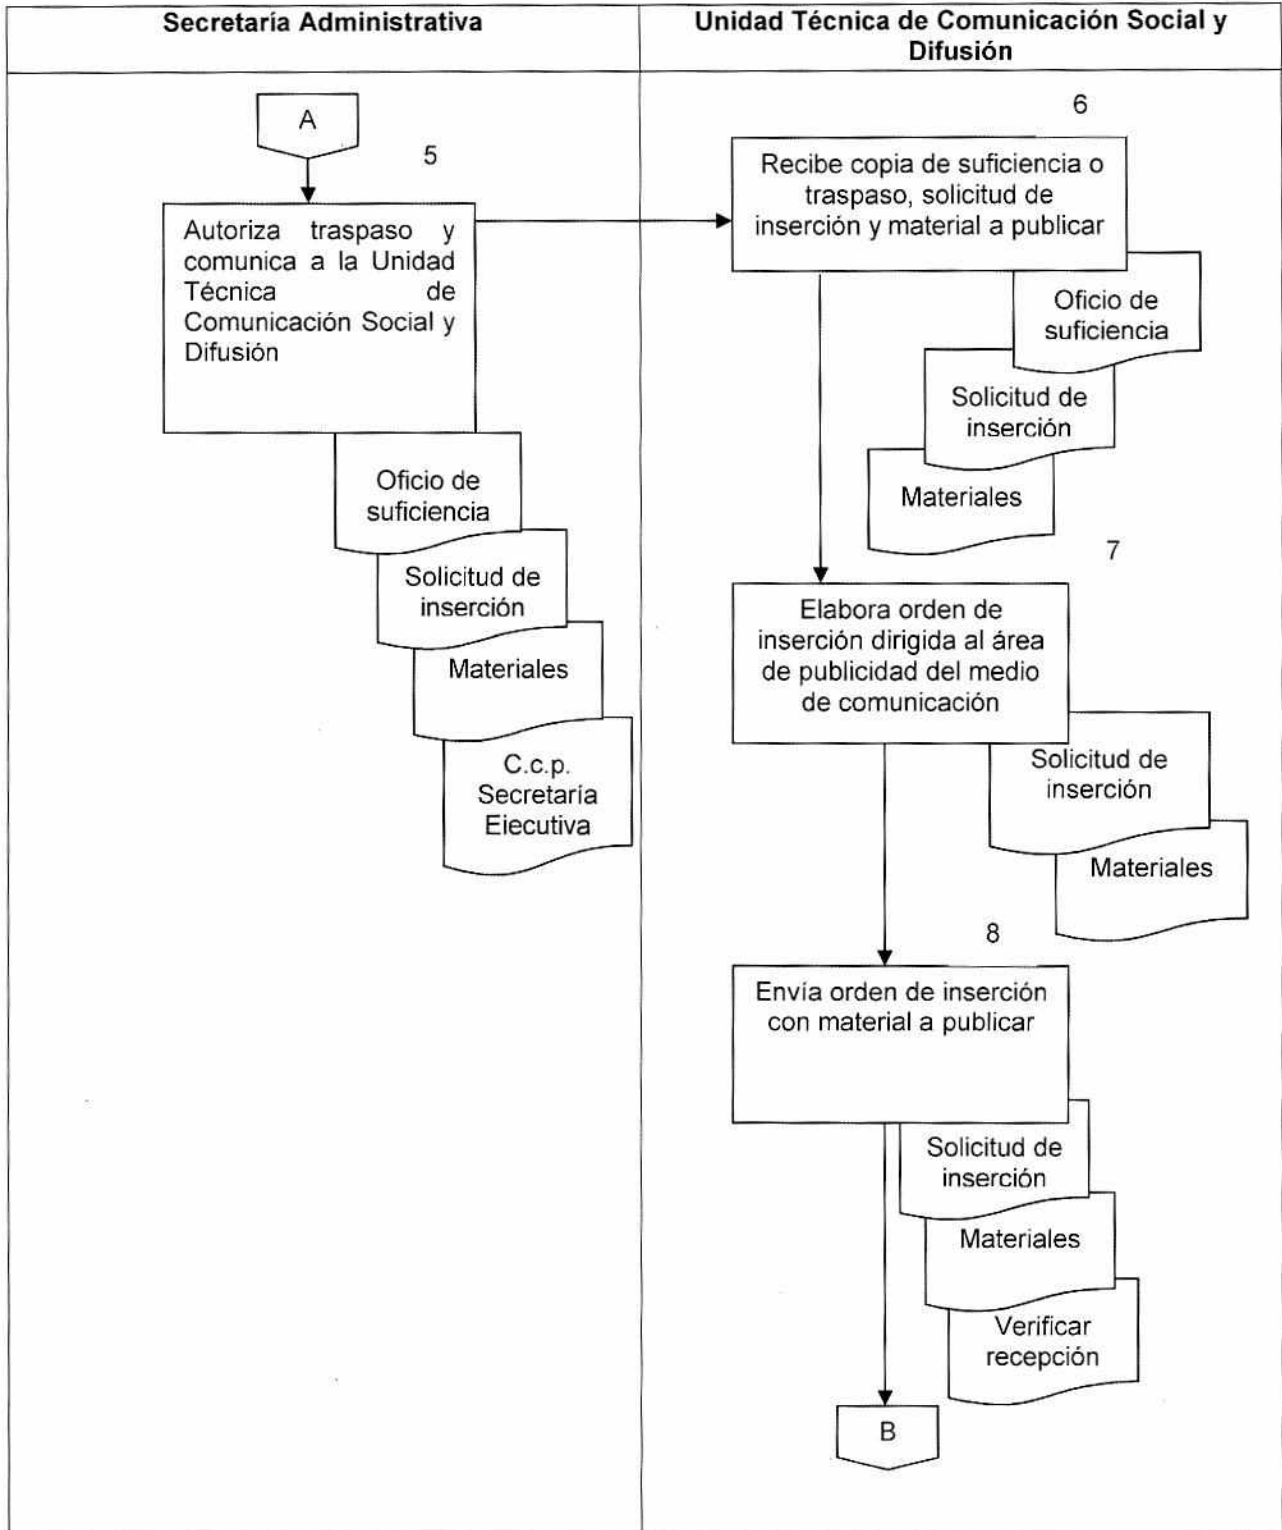 Secretaría Administrativa
Unidad Técnica de Comunicación Social y
Difusión
A
5
Autoriza traspaso y
comunica a la Unidad
Técnica de
Comunicación Social y
Difusión
Oficio de
suficiencia
Solicitud de
inserción
Materiales
C.c.p.
Secretaría
Ejecutiva
6
Recibe copia de suficiencia o
traspaso, solicitud de
inserción y material a publicar
Oficio de
suficiencia
Solicitud de
inserción
Materiales
7
Elabora orden de
inserción dirigida al área
de publicidad del medio
de comunicación
Solicitud de
inserción
Materiales
8
Envía orden de inserción
con material a publicar
Solicitud de
inserción
Materiales
Verificar
recepción
B